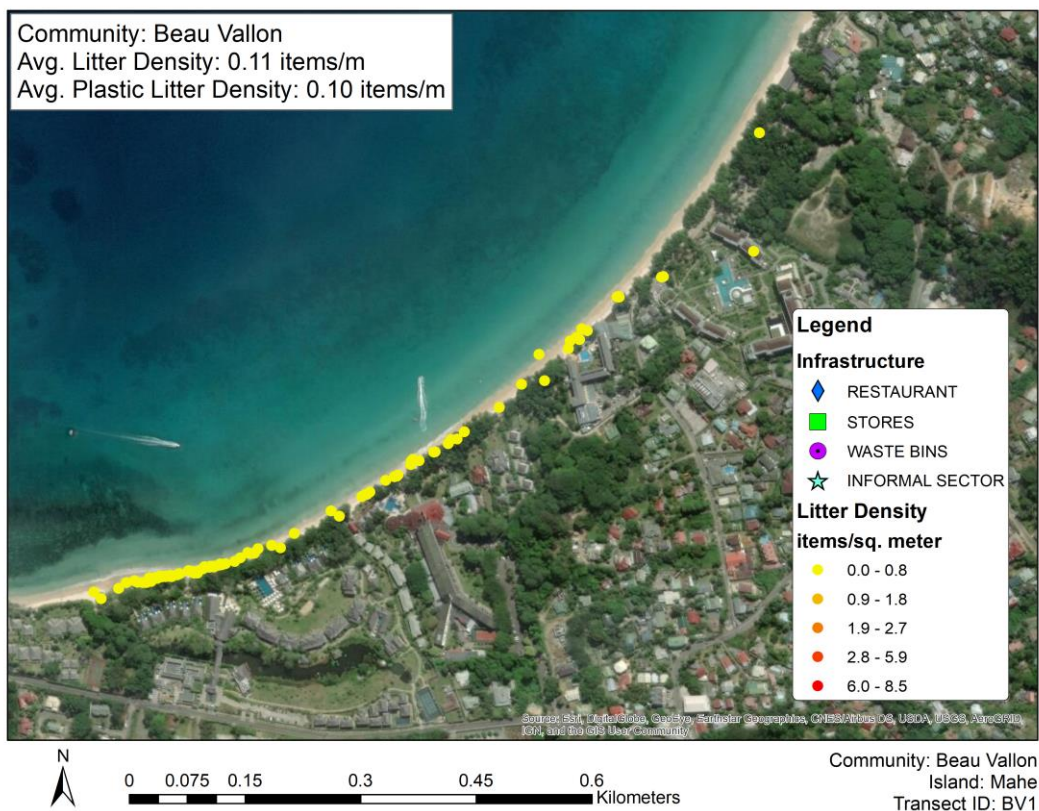 Community: Beau Vallon
Avg. Litter Density: 0.11 items/m
Avg. Plastic Litter Density: 0.10 items/m
Legend
Infrastructure
RESTAURANT
STORES
WASTE BINS
INFORMAL SECTOR
Litter Density
items/sq. meter
0.0 - 0.8
0.9 - 1.8
1.9 - 2.7
2.8 - 5.9
6.0 - 8.5
Source: Esri, DigitalGlobe, GeoEye, Earthstar Geographics, CNES/Airbus DS, USDA, USGS, AeroGRID,
IGN, and the GIS User Community
N
0 0.075 0.15 0.3 0.45 0.6
Kilometers
Community: Beau Vallon
Island: Mahe
Transect ID: BV1